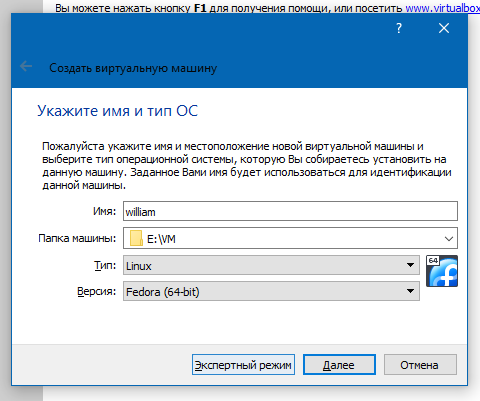 Вы можете нажать кнопку F1 для получения помощи, или посетить www.virtualbox
?
Создать виртуальную машину
Укажите имя и тип ОС
Пожалуйста укажите имя и местоположение новой виртуальной машины и
выберите тип операционной системы, которую Вы собираетесь установить на
данную машину. Заданное Вами имя будет использоваться для идентификации
данной машины.
Имя: william
Папка машины: E:\VM
Тип: Linux
64
Версия: Fedora (64-bit)
Экспертный режим Далее Отмена